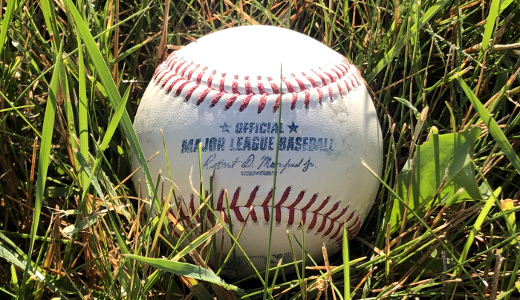 ★ OFFICIAL ★
MAJOR LEAGUE BASEBALL
Robert D. Manfred Jr.